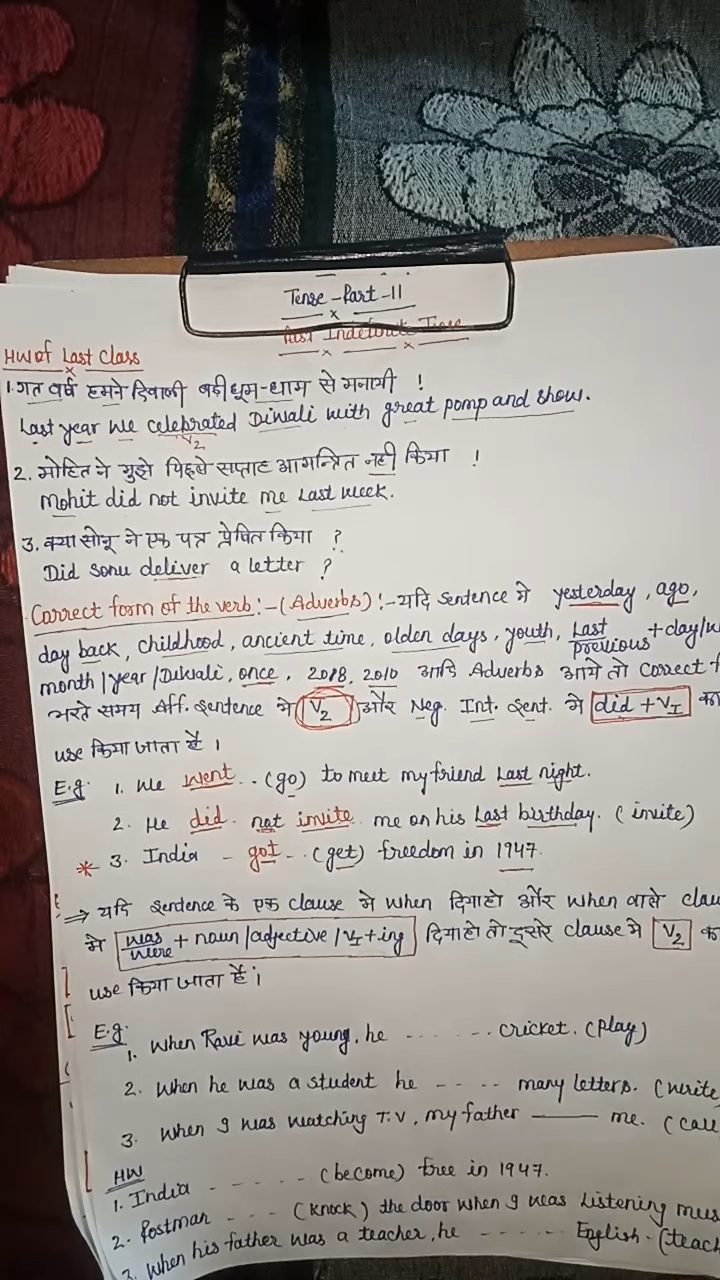 Tense-Part-II
Past Indefinite Tense
HW of Last Class
1. गत वर्ष हमने दिवाली बड़ी धूम-धाम से मनायी !
Last year we celebrated Diwali with great pomp and show.
V2
2. मोहित ने मुझे पिछले सप्ताह आमन्त्रित नही किया !
Mohit did not invite me Last week.
3. क्या सोनू ने एक पत्र प्रेषित किया ?
Did sonu deliver a letter ?
Correct form of the verb:-(Adverbs):- यदि sentence मे yesterday, ago,
day back, childhood, ancient time, olden days, youth, Last / previous + day/w
month/year/Diwali, once, 2018, 2010 आदि Adverbs आये तो Correct f
भरते समय Aff. sentence मे V2 और Neg. Int. Sent. मे did + VI का
use किया जाता है ।
E.g: 1. We went .. (go) to meet my friend Last night.
2. He did not invite me on his Last birthday. (invite)
* 3. India - got .. (get) freedom in 1947.
⇒ यदि sentence के एक clause मे when दिया हो और when वाले clau
मे was / were + noun/adjective/VI+ing दिया हो तो दूसरे clause मे V2 का
use किया जाता है ।
E.g:
1. When Ravi was young, he ....... cricket. (Play)
2. When he was a student he - - - - many letters. (write
3. When I was watching T.V, my father ——— me. (call
HW
1. India - - - - - (become) free in 1947.
2. Postman - - - (knock) the door when I was Listening mus
3. When his father was a teacher, he - - - - - - English. (teach